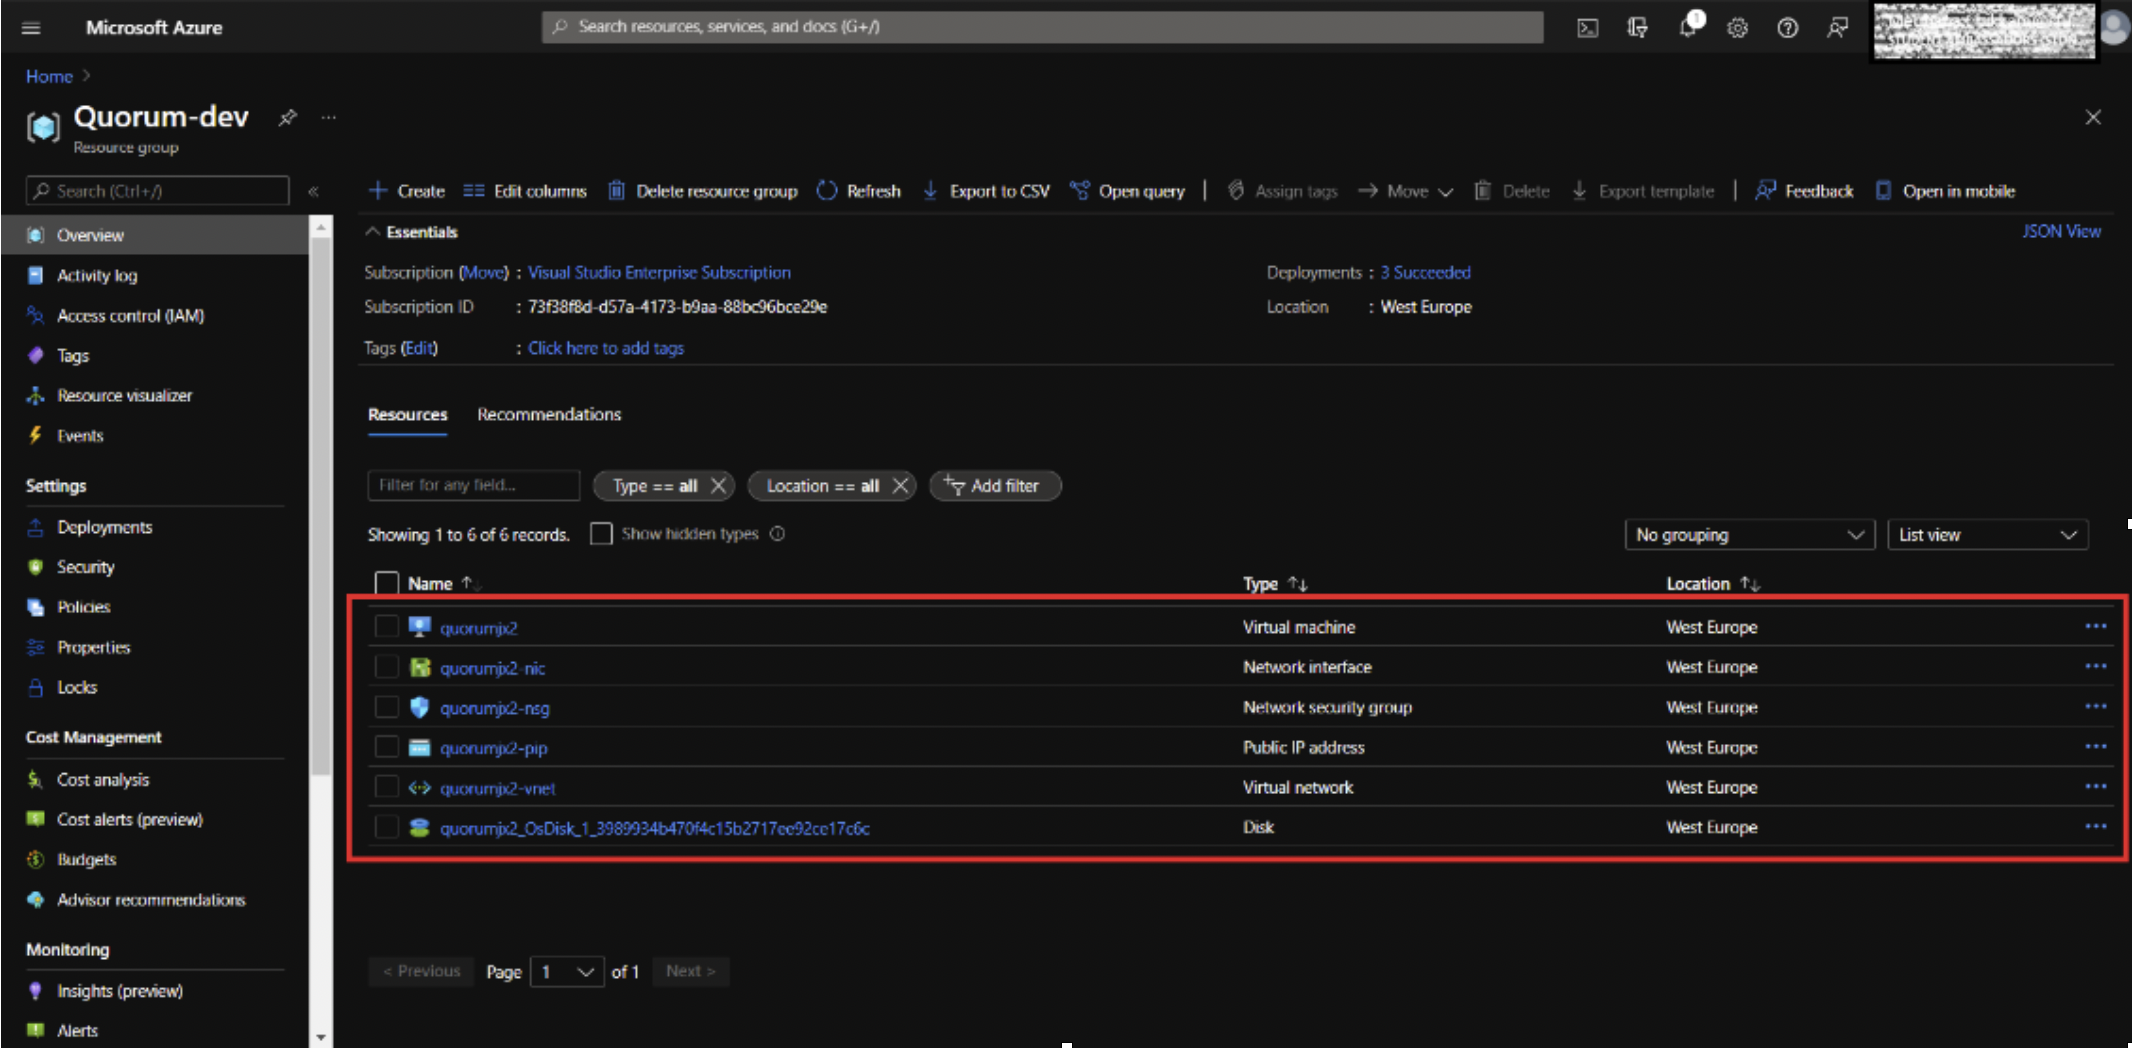 Microsoft Azure
Search resources, services, and docs (G+/)
1
Home >
Quorum-dev
...
Resource group
Search (Ctrl+/)
«
Create
Edit columns
Delete resource group
Refresh
Export to CSV
Open query
Assign tags
Move
Delete
Export template
Feedback
Open in mobile
Overview
Activity log
Access control (IAM)
Tags
Resource visualizer
Events
Settings
Deployments
Security
Policies
Properties
Locks
Cost Management
Cost analysis
Cost alerts (preview)
Budgets
Advisor recommendations
Monitoring
Insights (preview)
Alerts
Essentials
JSON View
Subscription (Move) : Visual Studio Enterprise Subscription
Deployments : 3 Succeeded
Subscription ID : 73f38f8d-d57a-4173-b9aa-88bc96bce29e
Location : West Europe
Tags (Edit) : Click here to add tags
Resources Recommendations
Filter for any field...
Type == all
Location == all
Add filter
Showing 1 to 6 of 6 records.
Show hidden types
No grouping
List view
Name Type Location
quorumjx2 Virtual machine West Europe ...
quorumjx2-nic Network interface West Europe ...
quorumjx2-nsg Network security group West Europe ...
quorumjx2-pip Public IP address West Europe ...
quorumjx2-vnet Virtual network West Europe ...
quorumjx2_OsDisk_1_3989934b470f4c15b2717ee92ce17c6c Disk West Europe ...
< Previous Page 1 of 1 Next >